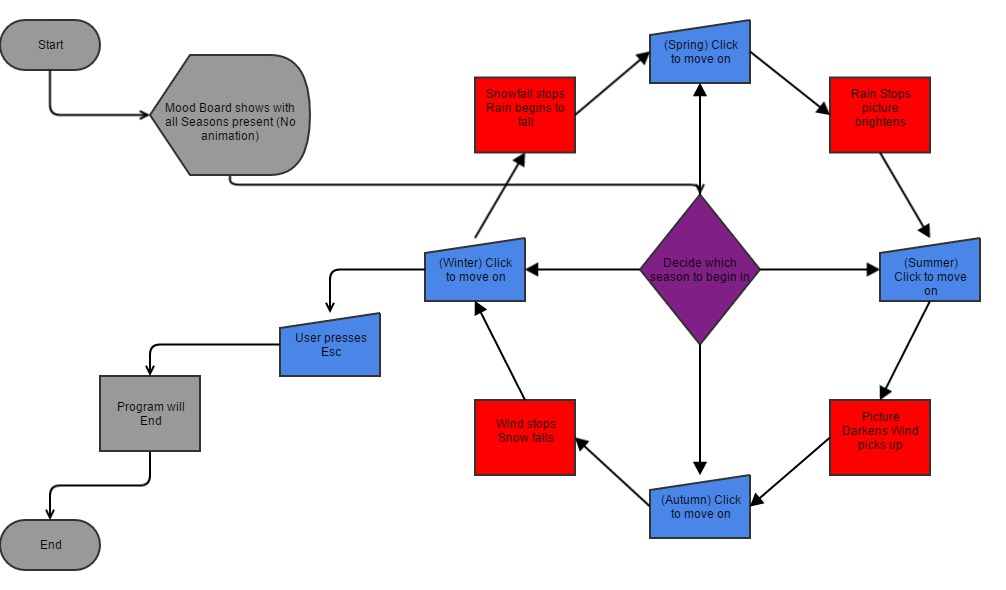 Start
Mood Board shows with
all Seasons present (No
animation)
Snowfall stops
Rain begins to
fall
(Spring) Click
to move on
Rain Stops
picture
brightens
(Winter) Click
to move on
Decide which
season to begin in
(Summer)
Click to move
on
User presses
Esc
Program will
End
Wind stops
Snow falls
Picture
Darkens Wind
picks up
(Autumn) Click
to move on
End